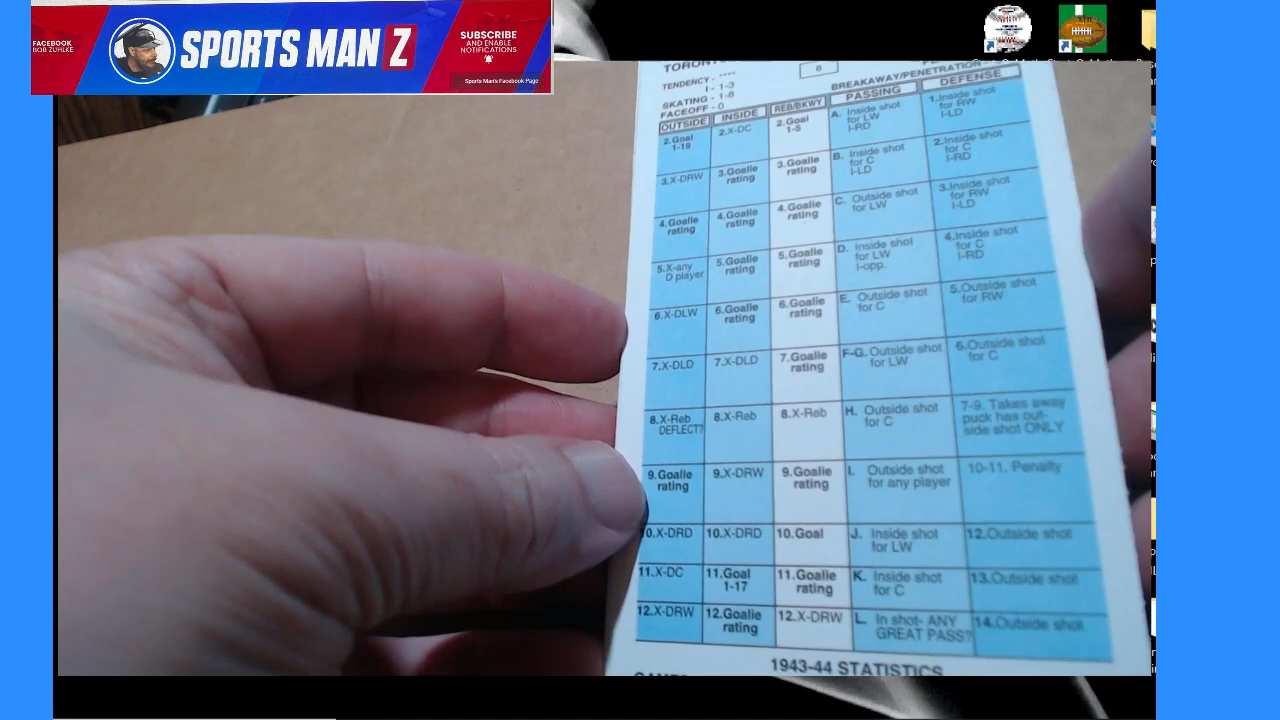 FACEBOOK
BOB ZUHLKE
SPORTS MAN Z
SUBSCRIBE
AND ENABLE
NOTIFICATIONS
Sports Man's Facebook Page
TORONTO
TENDENCY - ----
I - 1-3
SKATING - 1-8
FACEOFF - 0
8
BREAKAWAY/PENETRATION -
OUTSIDE INSIDE REB/BKWY PASSING DEFENSE
2.Goal
1-19
2.X-DC
2.Goal
1-5
A. Inside shot
for LW
I-RD
1.Inside shot
for RW
I-LD
3.X-DRW
3.Goalie
rating
3.Goalie
rating
B. Inside shot
for C
I-LD
2.Inside shot
for C
I-RD
4.Goalie
rating
4.Goalie
rating
4.Goalie
rating
C. Outside shot
for LW
3.Inside shot
for RW
I-LD
5.X-any
D player
5.Goalie
rating
5.Goalie
rating
D. Inside shot
for LW
I-opp.
4.Inside shot
for C
I-RD
6.X-DLW
6.Goalie
rating
6.Goalie
rating
E. Outside shot
for C
5.Outside shot
for RW
7.X-DLD
7.X-DLD
7.Goalie
rating
F-G. Outside shot
for LW
6.Outside shot
for C
8.X-Reb
DEFLECT?
8.X-Reb
8.X-Reb
H. Outside shot
for C
7-9. Takes away
puck has out-
side shot ONLY
9.Goalie
rating
9.X-DRW
9.Goalie
rating
I. Outside shot
for any player
10-11. Penalty
10.X-DRD
10.X-DRD
10.Goal
J. Inside shot
for LW
12.Outside shot
11.X-DC
11.Goal
1-17
11.Goalie
rating
K. Inside shot
for C
13.Outside shot
12.X-DRW
12.Goalie
rating
12.X-DRW
L. In shot- ANY
GREAT PASS?
14.Outside shot
1943-44 STATISTICS